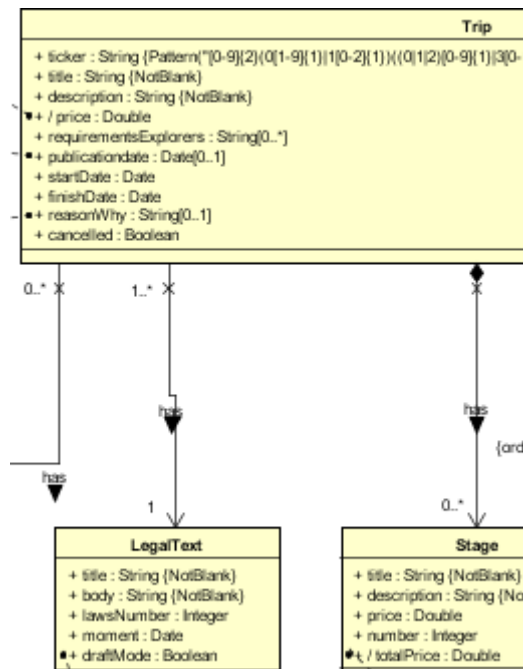 Trip
+ ticker : String {Pattern("[0-9]{2}(0[1-9]{1}|1[0-2]{1})((0|1|2)[0-9]{1}|3[0-
+ title : String {NotBlank}
+ description : String {NotBlank}
+ / price : Double
+ requirementsExplorers : String[0..*]
+ publicationdate : Date[0..1]
+ startDate : Date
+ finishDate : Date
+ reasonWhy : String[0..1]
+ cancelled : Boolean
0..* 1..*
has has
{ord
has
1 0..*
LegalText
+ title : String {NotBlank}
+ body : String {NotBlank}
+ lawsNumber : Integer
+ moment : Date
+ draftMode : Boolean
Stage
+ title : String {NotBlank}
+ description : String {No
+ price : Double
+ number : Integer
+ / totalPrice : Double